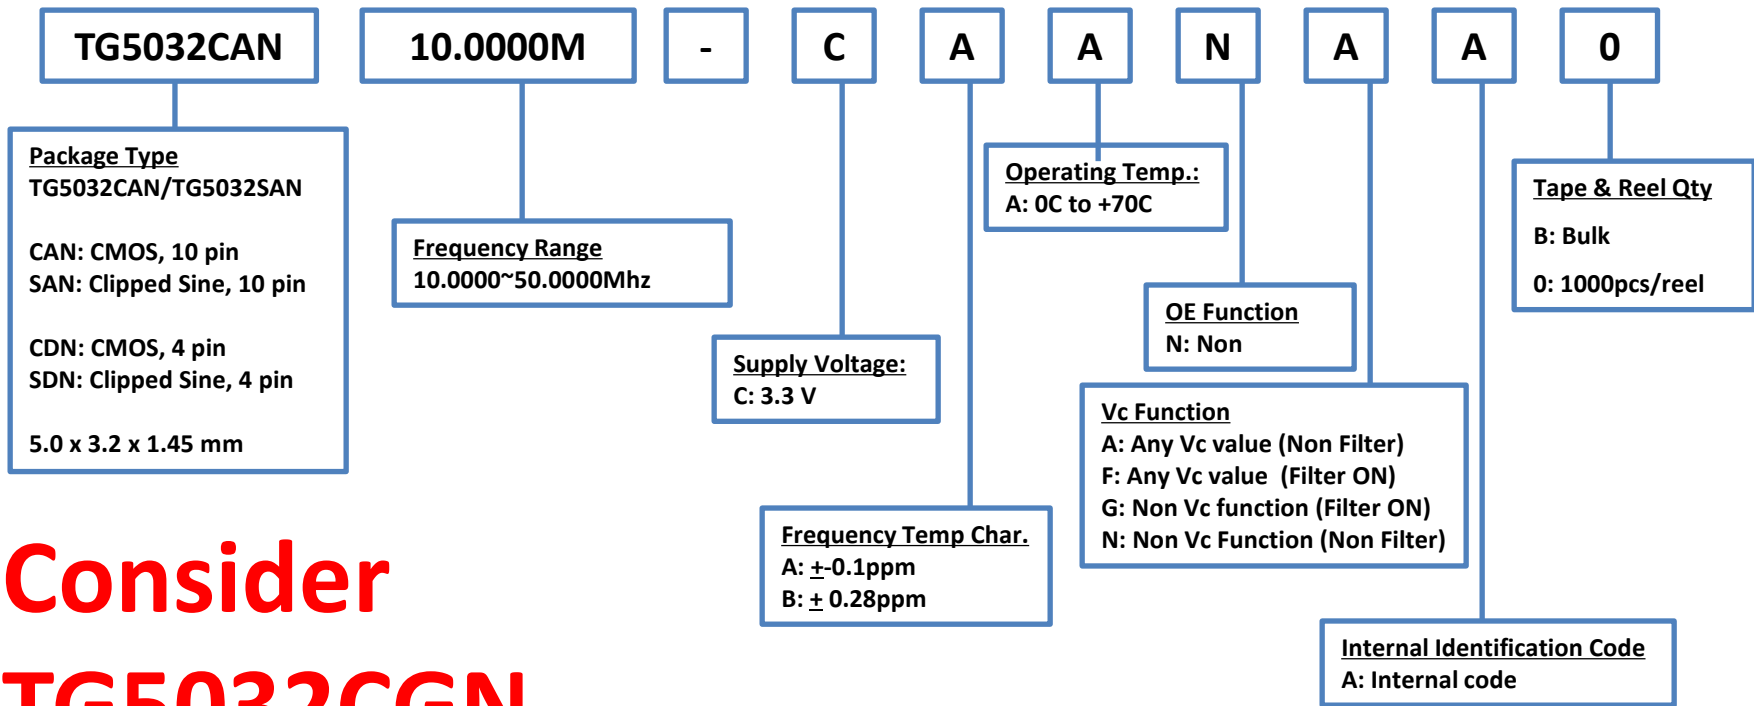 TG5032CAN 10.0000M - C A A N A A 0
Package Type
TG5032CAN/TG5032SAN
CAN: CMOS, 10 pin
SAN: Clipped Sine, 10 pin
CDN: CMOS, 4 pin
SDN: Clipped Sine, 4 pin
5.0 x 3.2 x 1.45 mm
Frequency Range
10.0000~50.0000Mhz
Supply Voltage:
C: 3.3 V
Frequency Temp Char.
A: +-0.1ppm
B: + 0.28ppm
Operating Temp.:
A: 0C to +70C
OE Function
N: Non
Vc Function
A: Any Vc value (Non Filter)
F: Any Vc value (Filter ON)
G: Non Vc function (Filter ON)
N: Non Vc Function (Non Filter)
Internal Identification Code
A: Internal code
Tape & Reel Qty
B: Bulk
0: 1000pcs/reel
Consider
TG5032CGN